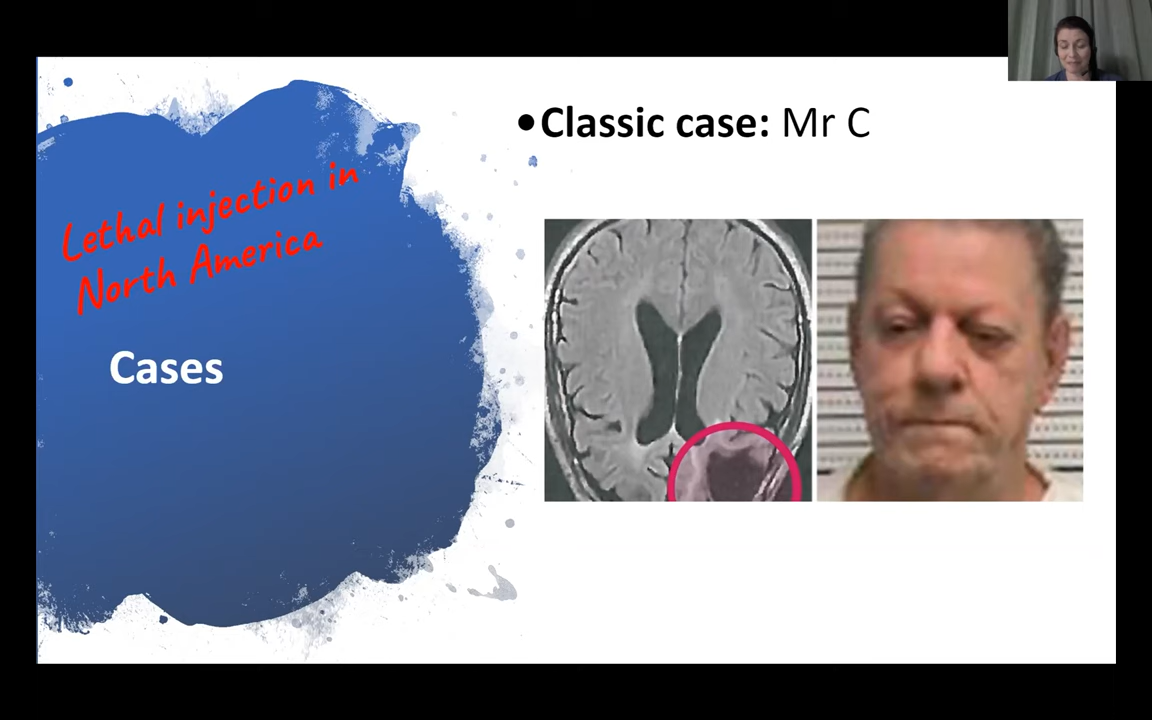 Lethal injection in
North America
Cases
•Classic case: Mr C